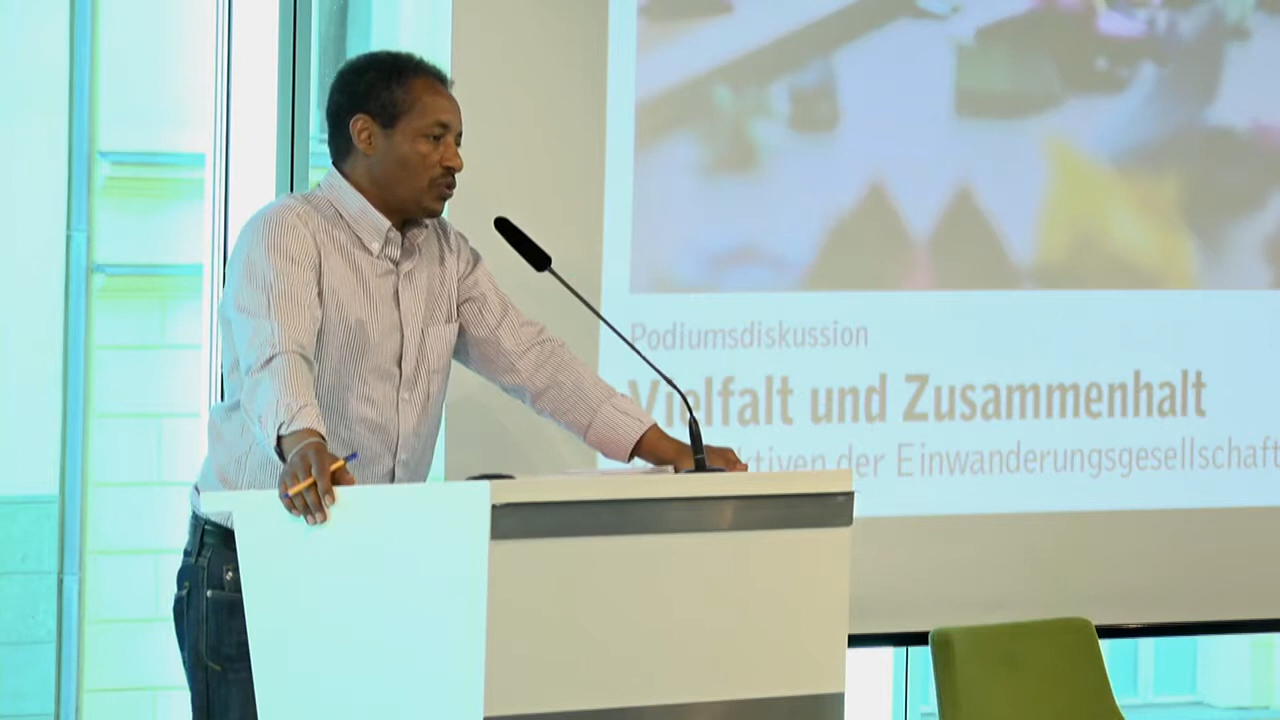 Podiumsdiskussion
Vielfalt und Zusammenhalt
der Einwanderungsgesellschaft